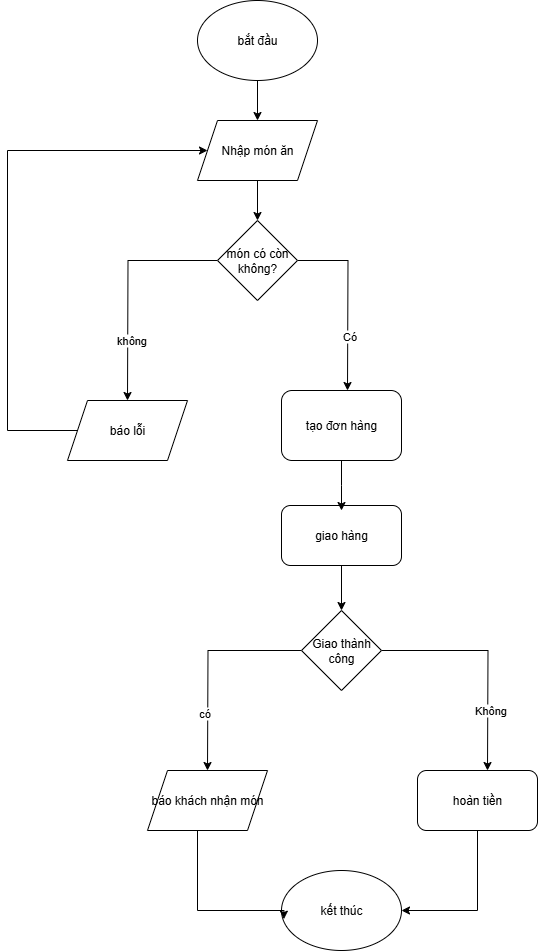 bắt đầu
Nhập món ăn
món có còn
không?
không
Có
báo lỗi
tạo đơn hàng
giao hàng
Giao thành
công
có
Không
báo khách nhận món
hoàn tiền
kết thúc